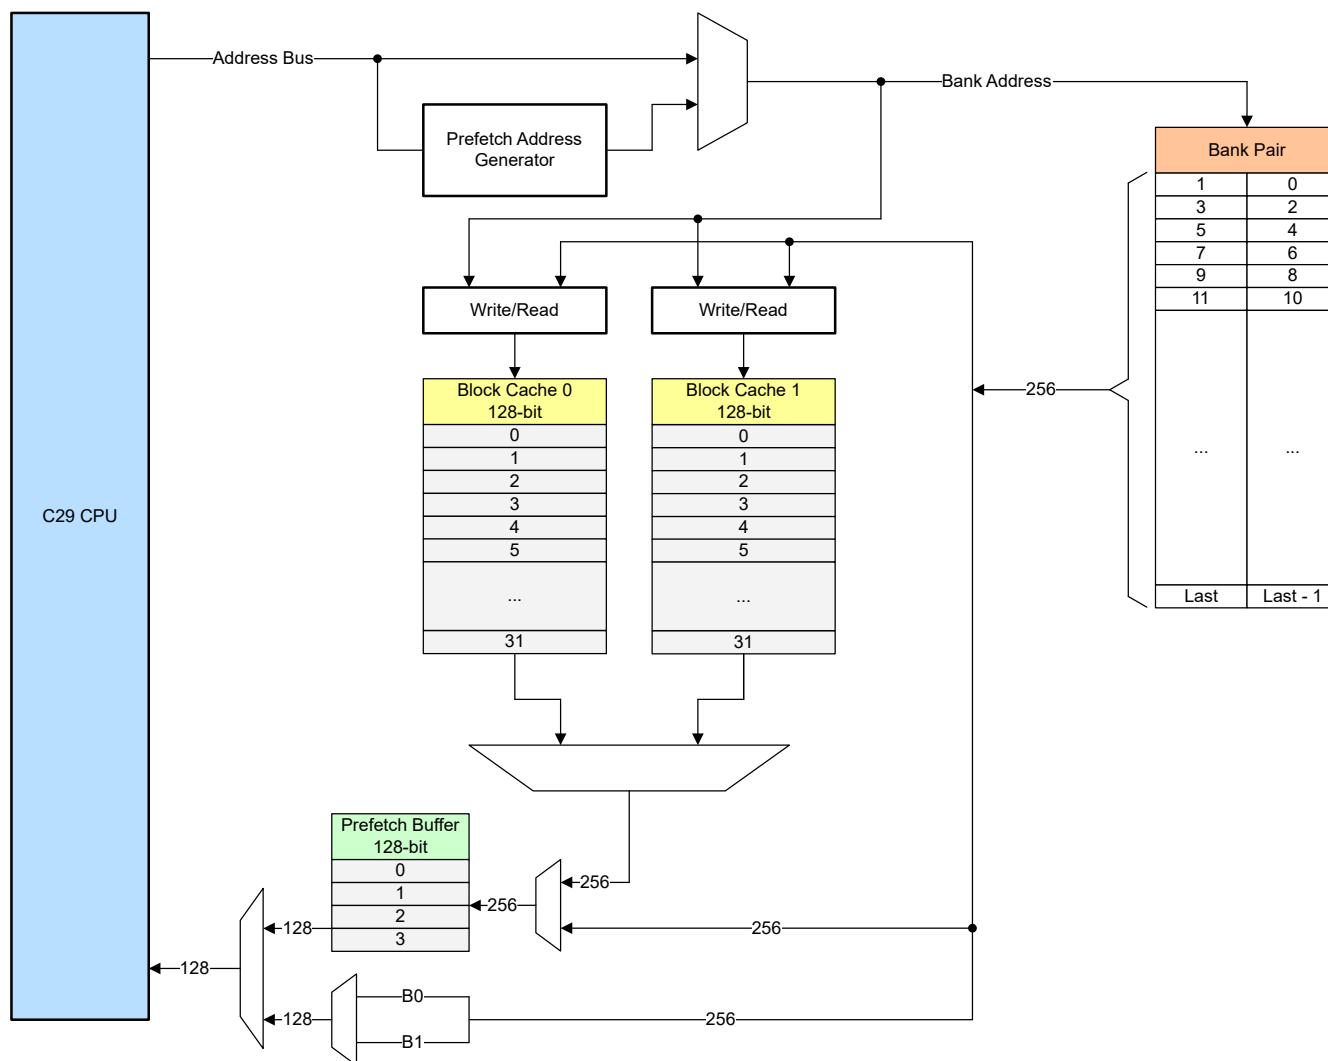 Address Bus
Bank Address
Prefetch Address
Generator
Bank Pair
1 0
3 2
5 4
7 6
9 8
11 10
... ...
Last Last - 1
Write/Read
Write/Read
256
Block Cache 0
128-bit
0
1
2
3
4
5
...
31
Block Cache 1
128-bit
0
1
2
3
4
5
...
31
C29 CPU
Prefetch Buffer
128-bit
0
1
2
3
256
256
256
128
128
B0
B1
128
256